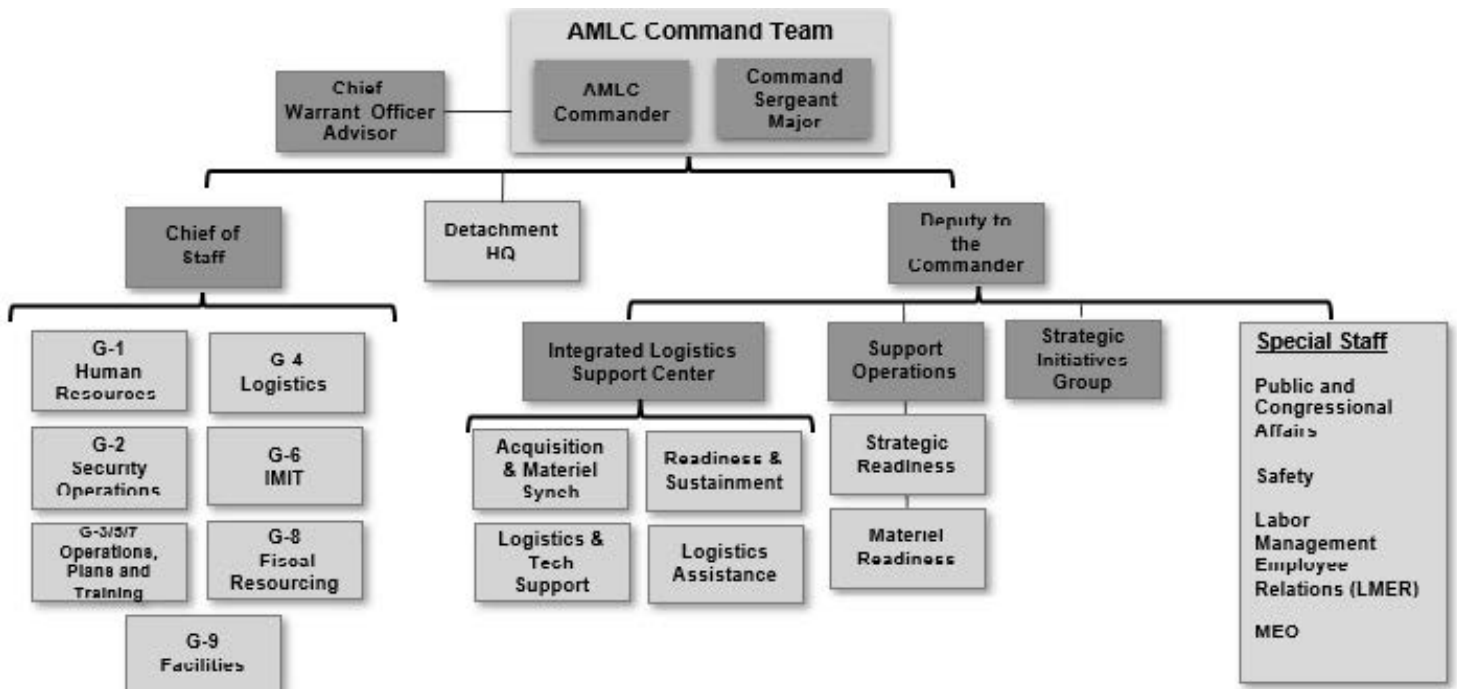 AMLC Command Team
Chief
Warrant Officer
Advisor
AMLC
Commander
Command
Sergeant
Major
Chief of
Staff
Detachment
HQ
Deputy to
the
Commander
G-1
Human
Resources
G-4
Logistics
G-2
Security
Operations
G-6
IMIT
G-3/5/7
Operations,
Plans and
Training
G-8
Fiscal
Resourcing
G-9
Facilities
Integrated Logistics
Support Center
Acquisition
& Materiel
Synch
Readiness &
Sustainment
Logistics &
Tech
Support
Logistics
Assistance
Support
Operations
Strategic
Readiness
Materiel
Readiness
Strategic
Initiatives
Group
Special Staff
Public and
Congressional
Affairs
Safety
Labor
Management
Employee
Relations (LMER)
MEO